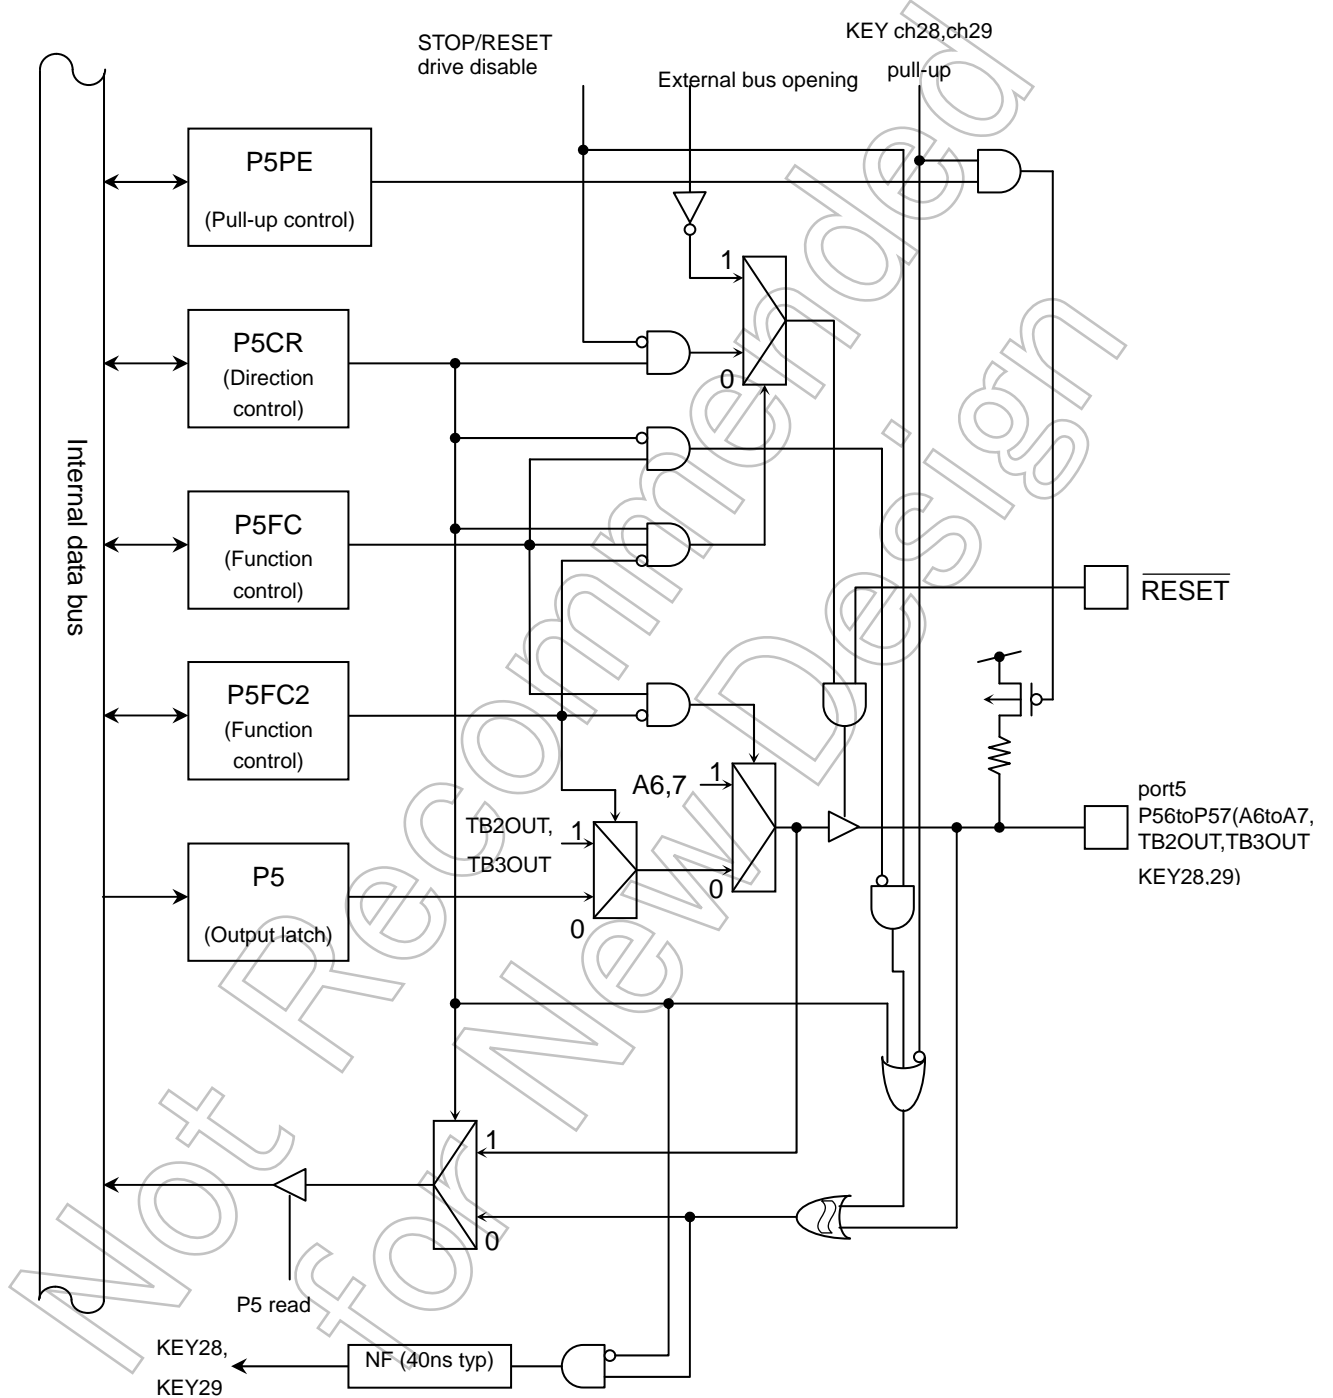 STOP/RESET
drive disable
KEY ch28,ch29
pull-up
External bus opening
P5PE
(Pull-up control)
1
0
P5CR
(Direction
control)
Internal data bus
P5FC
(Function
control)
RESET
P5FC2
(Function
control)
A6,7
1
0
TB2OUT,
TB3OUT
1
0
port5
P56toP57(A6toA7,
TB2OUT,TB3OUT
KEY28,29)
P5
(Output latch)
1
0
P5 read
KEY28,
KEY29
NF (40ns typ)
Not Recommended
for New Design